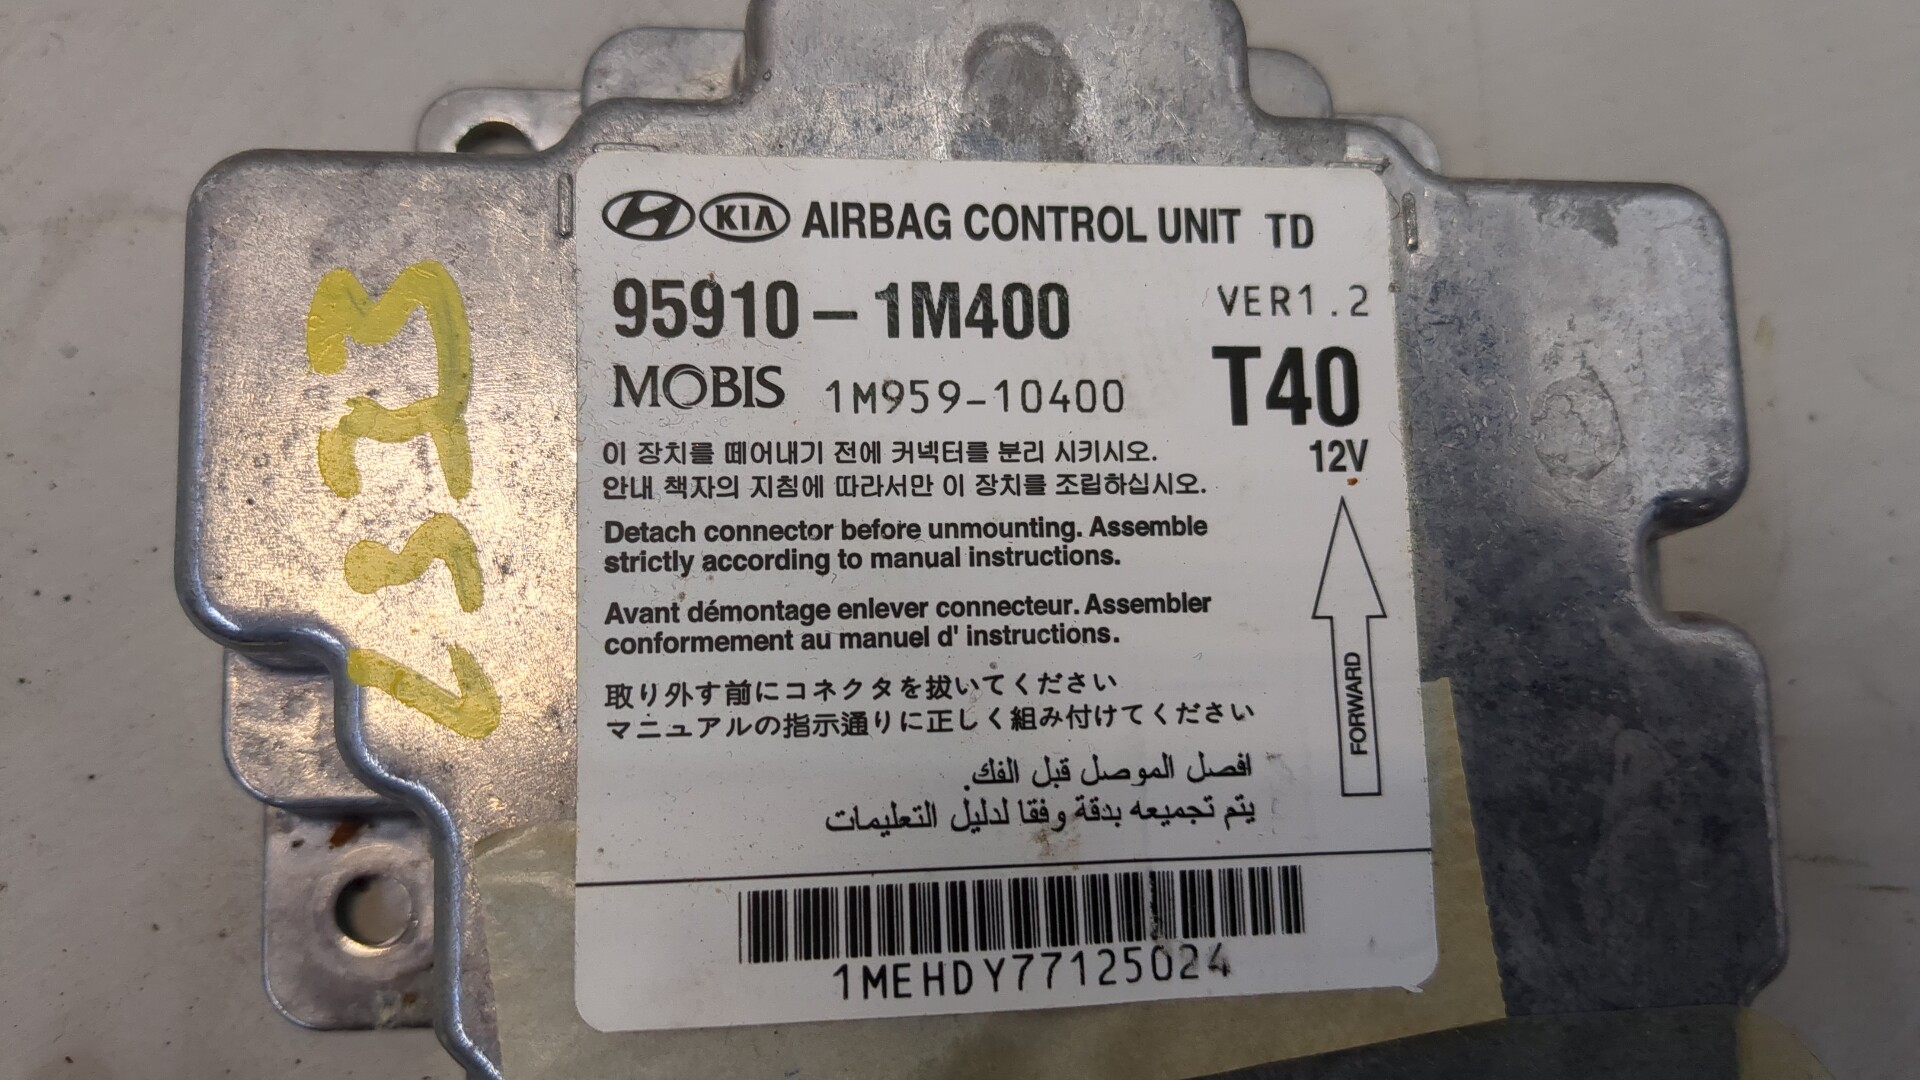 KIA AIRBAG CONTROL UNIT TD
95910-1M400 VER1.2
MOBIS 1M959-10400 T40
12V
이 장치를 떼어내기 전에 커넥터를 분리 시키시오.
안내 책자의 지침에 따라서만 이 장치를 조립하십시오.
Detach connector before unmounting. Assemble
strictly according to manual instructions.
Avant démontage enlever connecteur. Assembler
conformement au manuel d' instructions.
FORWARD
取り外す前にコネクタを抜いてください
マニュアルの指示通りに正しく組み付けてください
افصل الموصل قبل الفك.
يتم تجميعه بدقة وفقا لدليل التعليمات
1MEHDY77125024